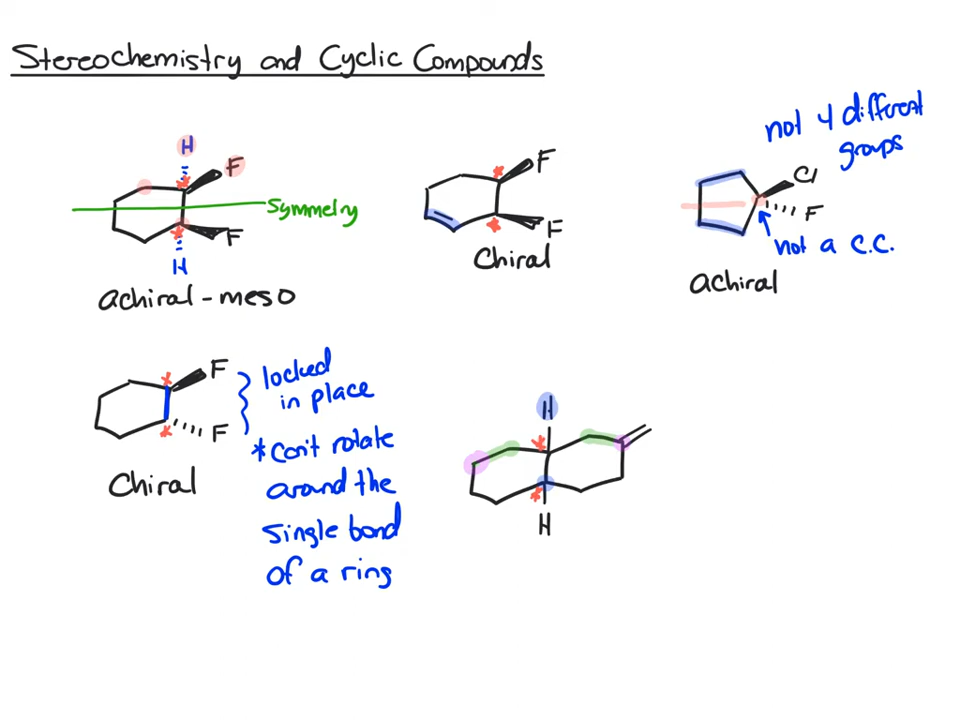 Stereochemistry and Cyclic Compounds
H
F
Symmetry
F
H
achiral - meso
F
F
Chiral
not 4 different
groups
Cl
F
not a C.C.
Achiral
F
F
Chiral
locked
in place
*Can't rotate
around the
single bond
of a ring
H
H